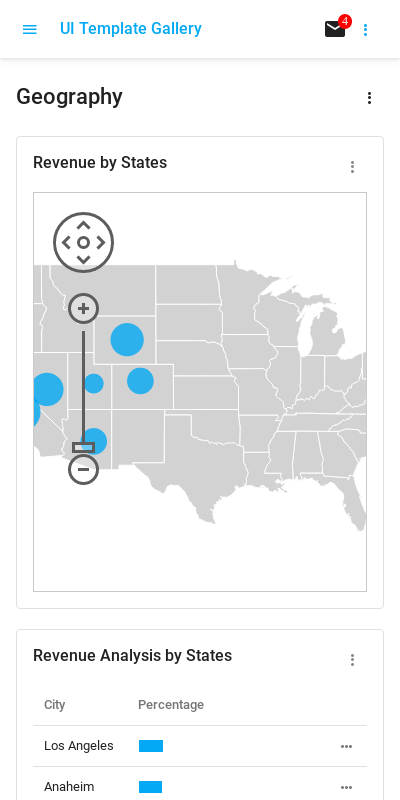 UI Template Gallery
4
Geography
Revenue by States
Revenue Analysis by States
City Percentage
Los Angeles
Anaheim